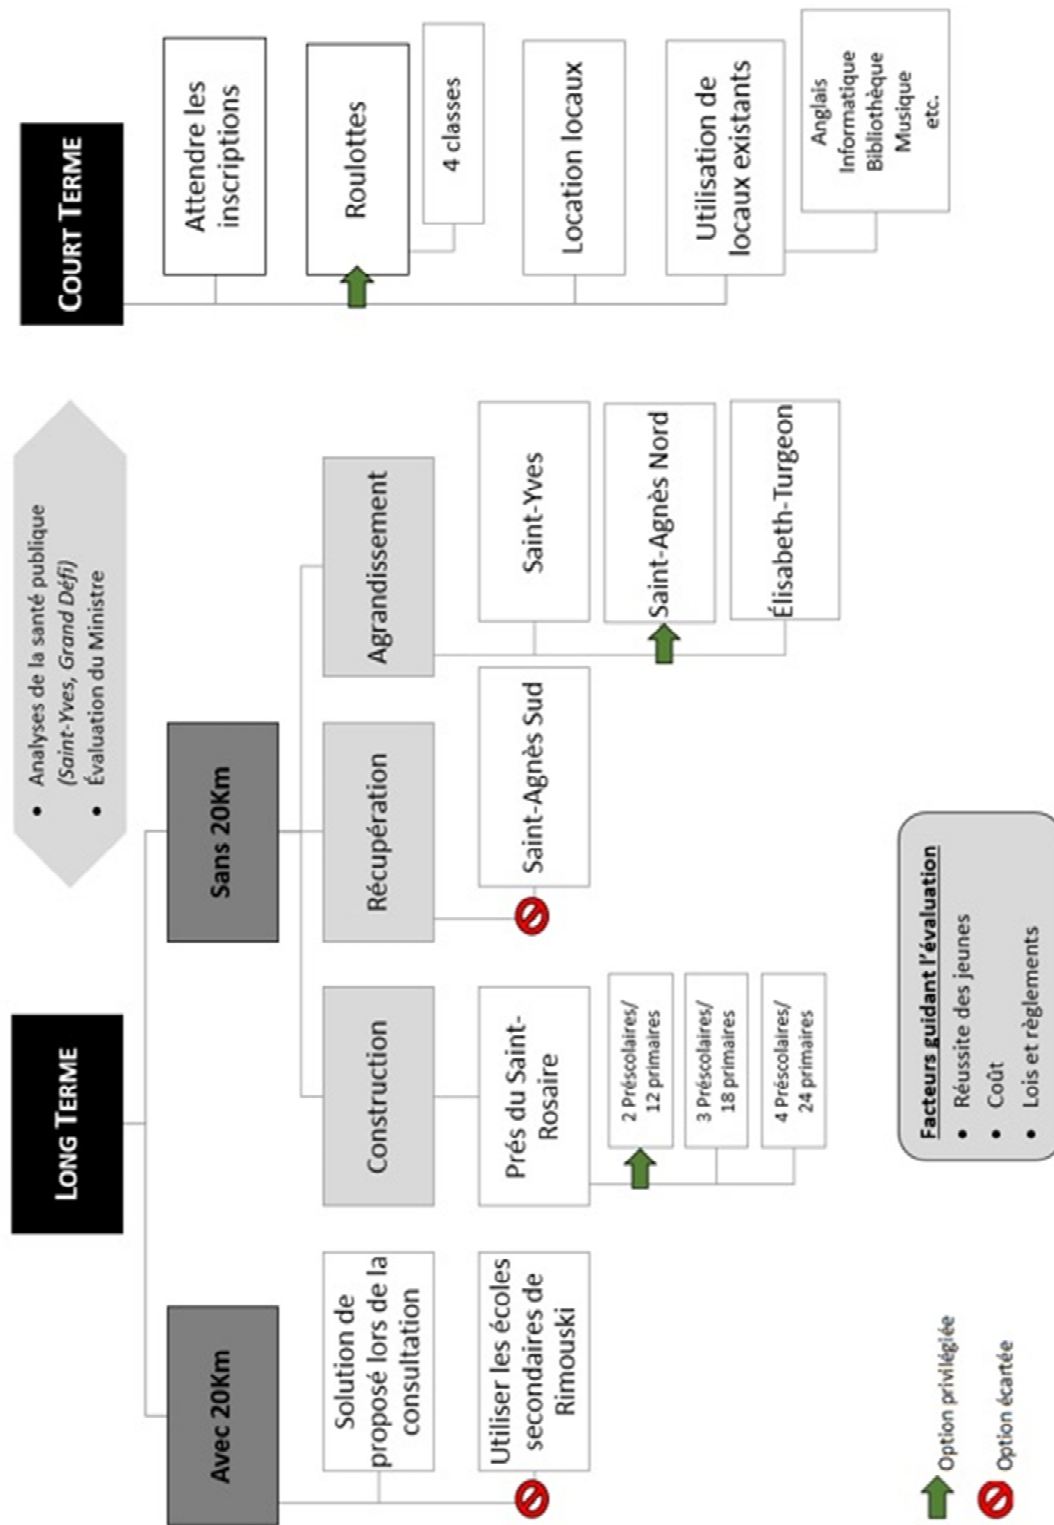 LONG TERME
COURT TERME
• Analyses de la santé publique
(Saint-Yves, Grand Défi)
• Évaluation du Ministre
Avec 20Km
Solution de
proposé lors de la
consultation
Utiliser les écoles
secondaires de
Rimouski
Sans 20Km
Construction
Prés du Saint-
Rosaire
2 Préscolaires/
12 primaires
3 Préscolaires/
18 primaires
4 Préscolaires/
24 primaires
Récupération
Saint-Agnès Sud
Agrandissement
Saint-Yves
Saint-Agnès Nord
Élisabeth-Turgeon
Attendre les
inscriptions
Roulottes
4 classes
Location locaux
Utilisation de
locaux existants
Anglais
Informatique
Bibliothèque
Musique
etc.
Option privilégiée
Option écartée
Facteurs guidant l'évaluation
• Réussite des jeunes
• Coût
• Lois et règlements